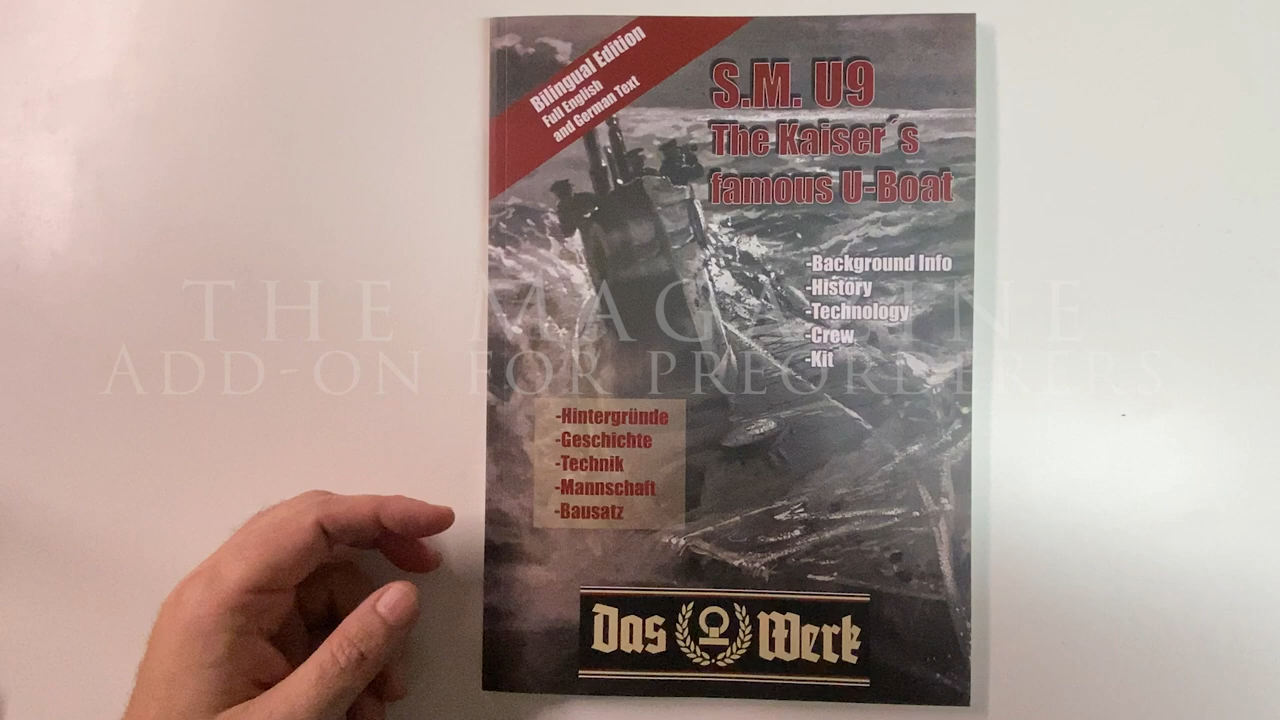 Bilingual Edition
Full English
and German Text
S.M. U9
The Kaiser´s
famous U-Boat
-Background Info
-History
-Technology
-Crew
-Kit
THE MAGAZINE
ADD-ON FOR PREORDERERS
-Hintergründe
-Geschichte
-Technik
-Mannschaft
-Bausatz
Das Werk